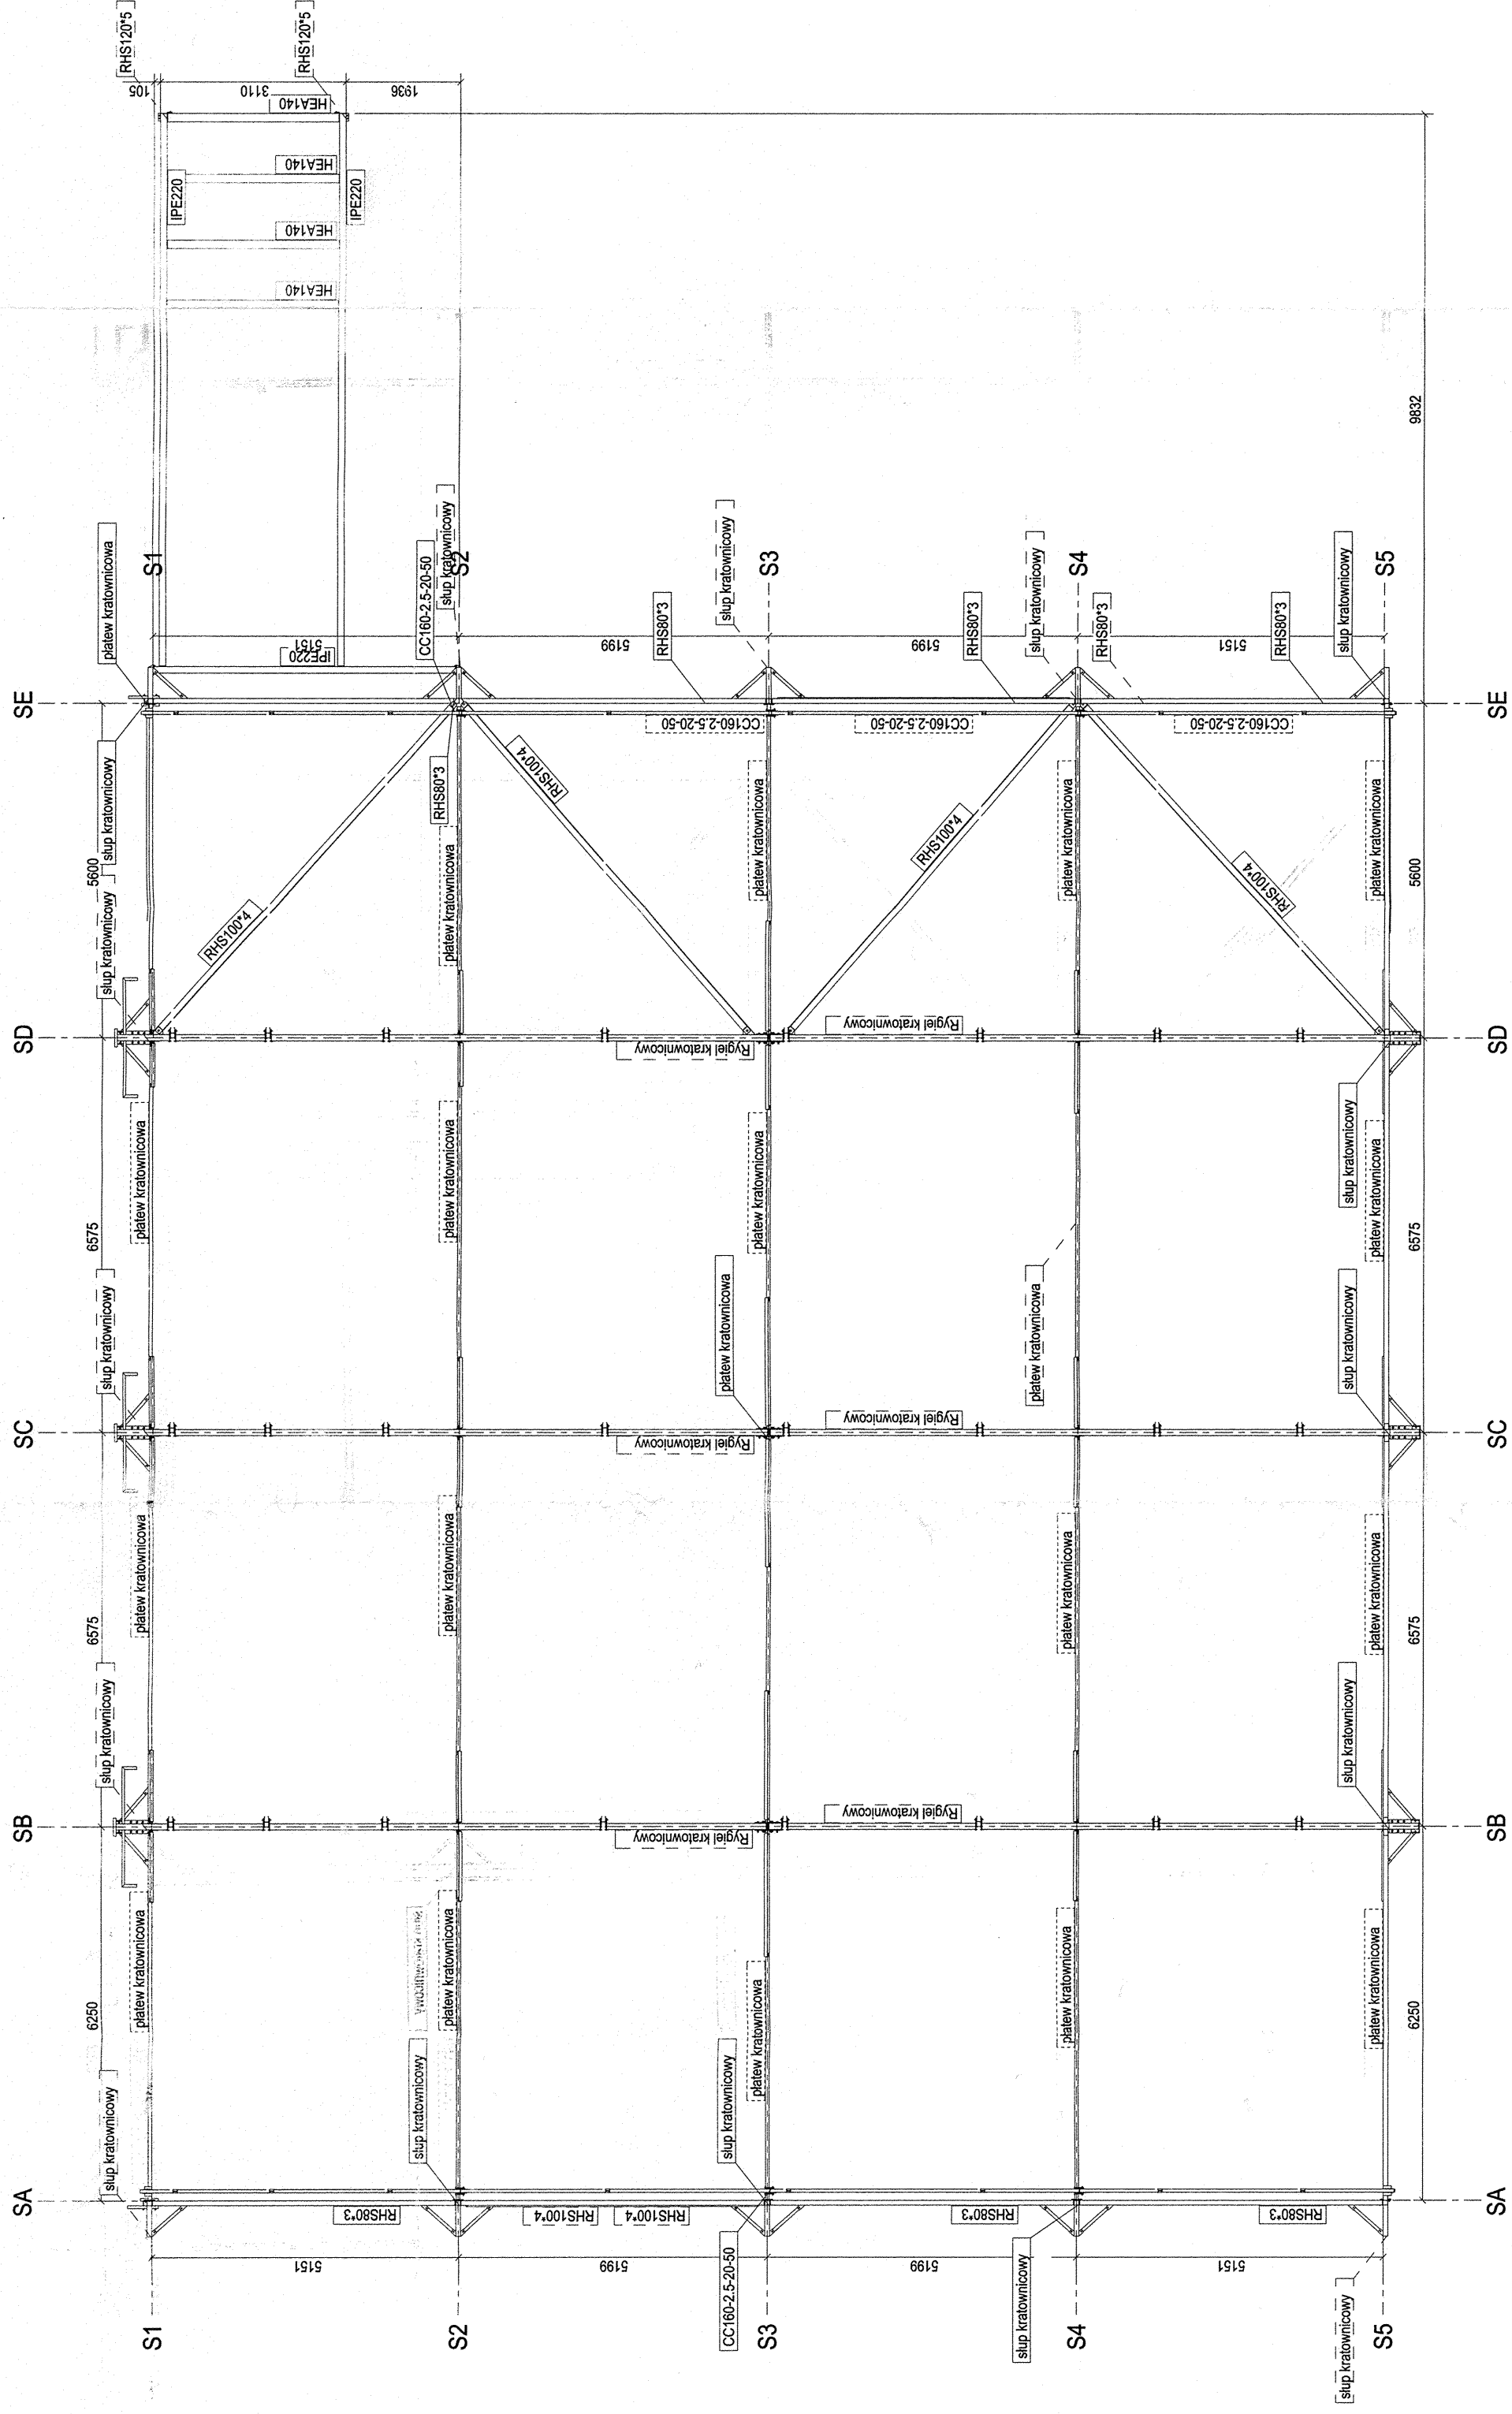 RHS120*5
RHS120*5
105
3110
1936
HEA140
HEA140
HEA140
HEA140
IPE220
IPE220
9832
płatew kratownicowa
S1
słup kratownicowy
CC160-2.5-20-50
S2
słup kratownicowy
S3
słup kratownicowy
S4
słup kratownicowy
S5
5151
IPE220
5199
RHS80*3
5199
RHS80*3
RHS80*3
5151
RHS80*3
SE
SE
CC160-2.5-20-50
CC160-2.5-20-50
CC160-2.5-20-50
słup kratownicowy
5600
słup kratownicowy
RHS100*4
RHS80*3
płatew kratownicowa
RHS100*4
płatew kratownicowa
RHS100*4
płatew kratownicowa
RHS100*4
płatew kratownicowa
5600
SD
Rygiel kratownicowy
Rygiel kratownicowy
SD
płatew kratownicowa
płatew kratownicowa
płatew kratownicowa
słup kratownicowy
płatew kratownicowa
6575
6575
słup kratownicowy
płatew kratownicowa
płatew kratownicowa
słup kratownicowy
SC
Rygiel kratownicowy
Rygiel kratownicowy
SC
płatew kratownicowa
płatew kratownicowa
płatew kratownicowa
płatew kratownicowa
6575
6575
słup kratownicowy
słup kratownicowy
SB
Rygiel kratownicowy
Rygiel kratownicowy
SB
płatew kratownicowa
płatew kratownicowa
płatew kratownicowa
płatew kratownicowa
płatew kratownicowa
6250
6250
słup kratownicowy
słup kratownicowy
słup kratownicowy
SA
SA
RHS80*3
RHS100*4
RHS100*4
RHS80*3
RHS80*3
5151
5199
5199
5151
CC160-2.5-20-50
słup kratownicowy
słup kratownicowy
S1
S2
S3
S4
S5